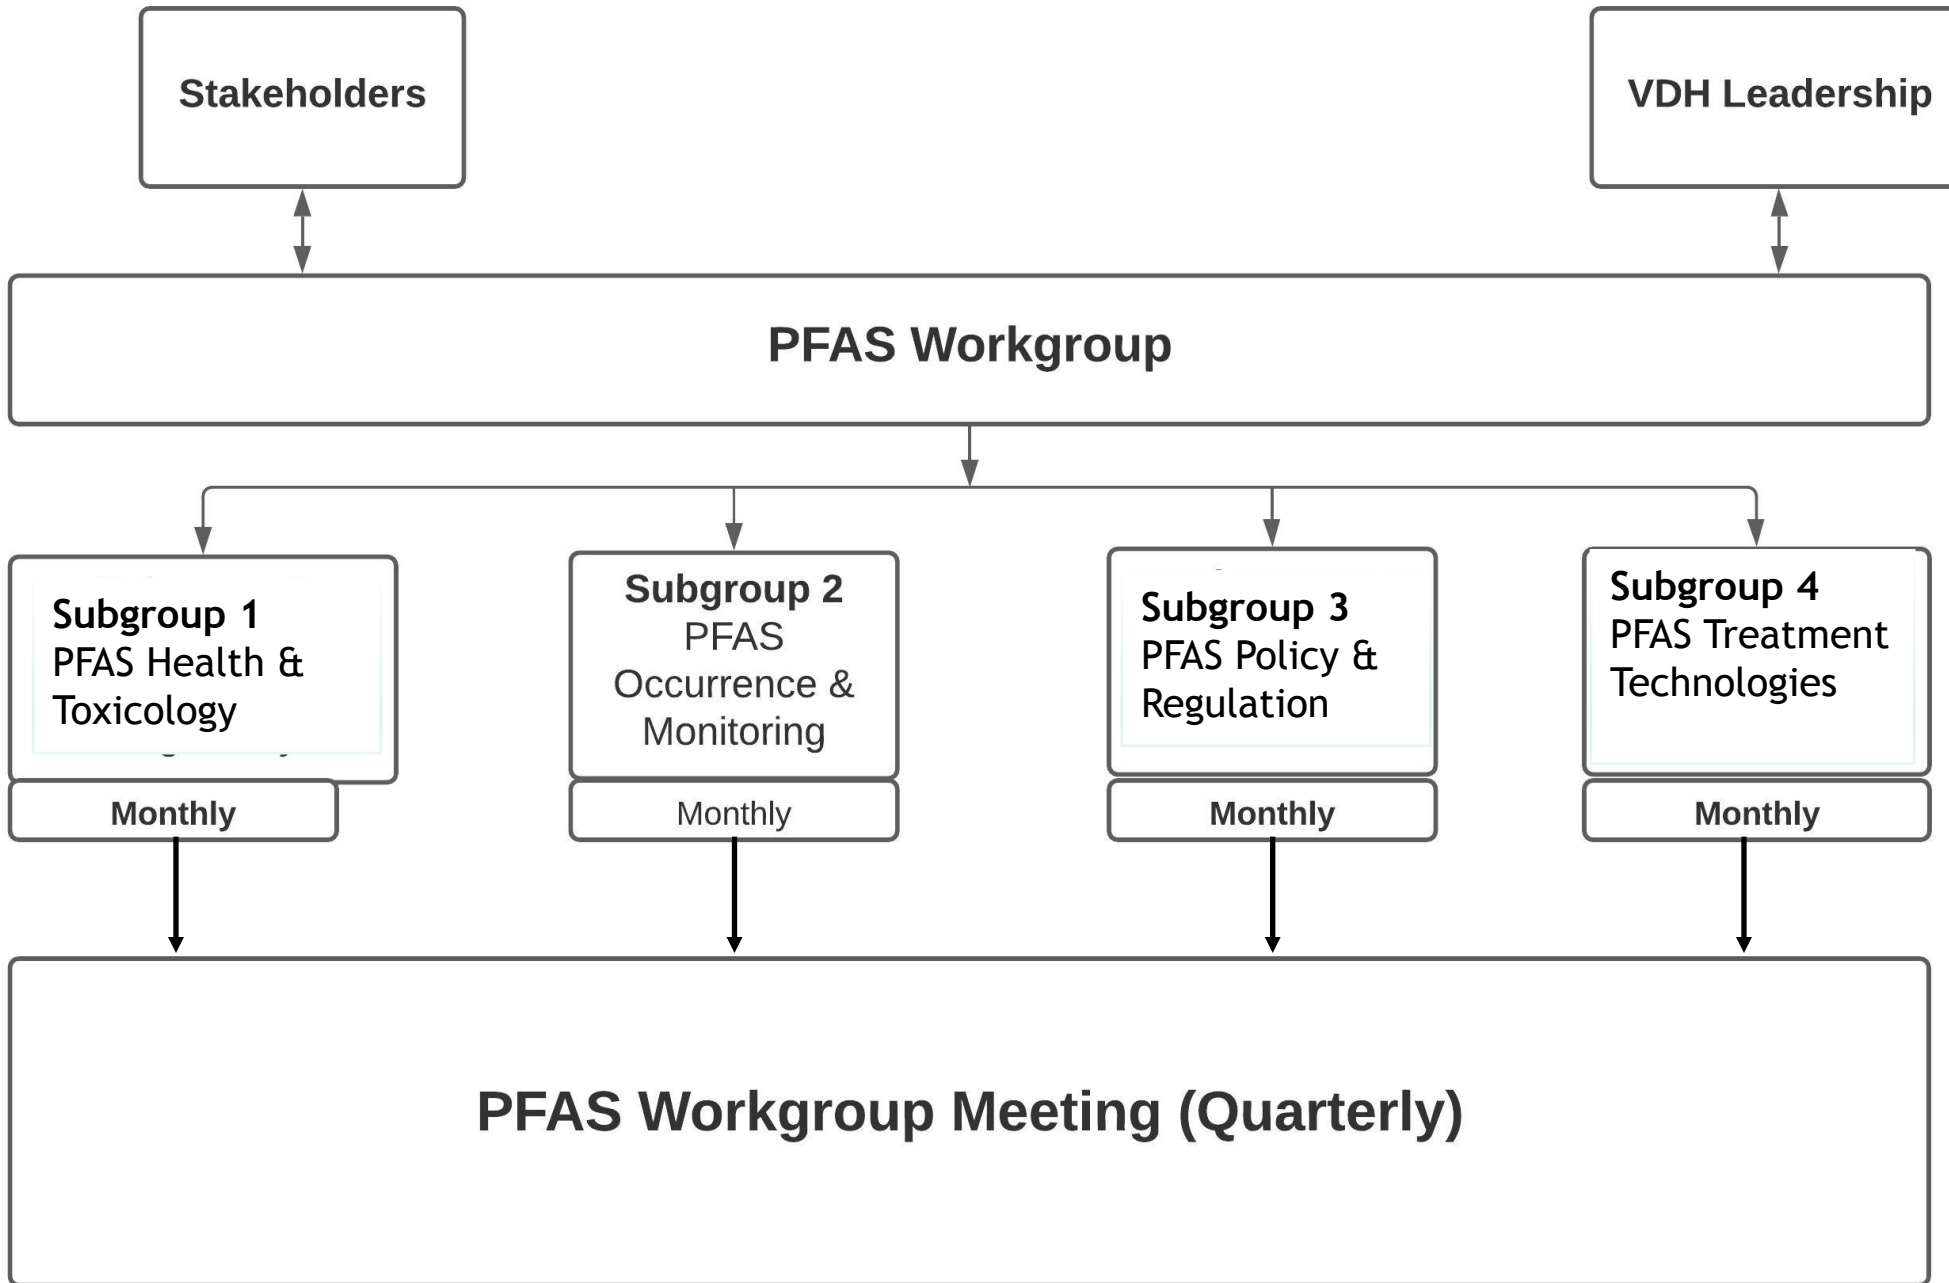 Stakeholders
VDH Leadership
PFAS Workgroup
Subgroup 1
PFAS Health &
Toxicology
Subgroup 2
PFAS
Occurrence &
Monitoring
Subgroup 3
PFAS Policy &
Regulation
Subgroup 4
PFAS Treatment
Technologies
Monthly
Monthly
Monthly
Monthly
PFAS Workgroup Meeting (Quarterly)